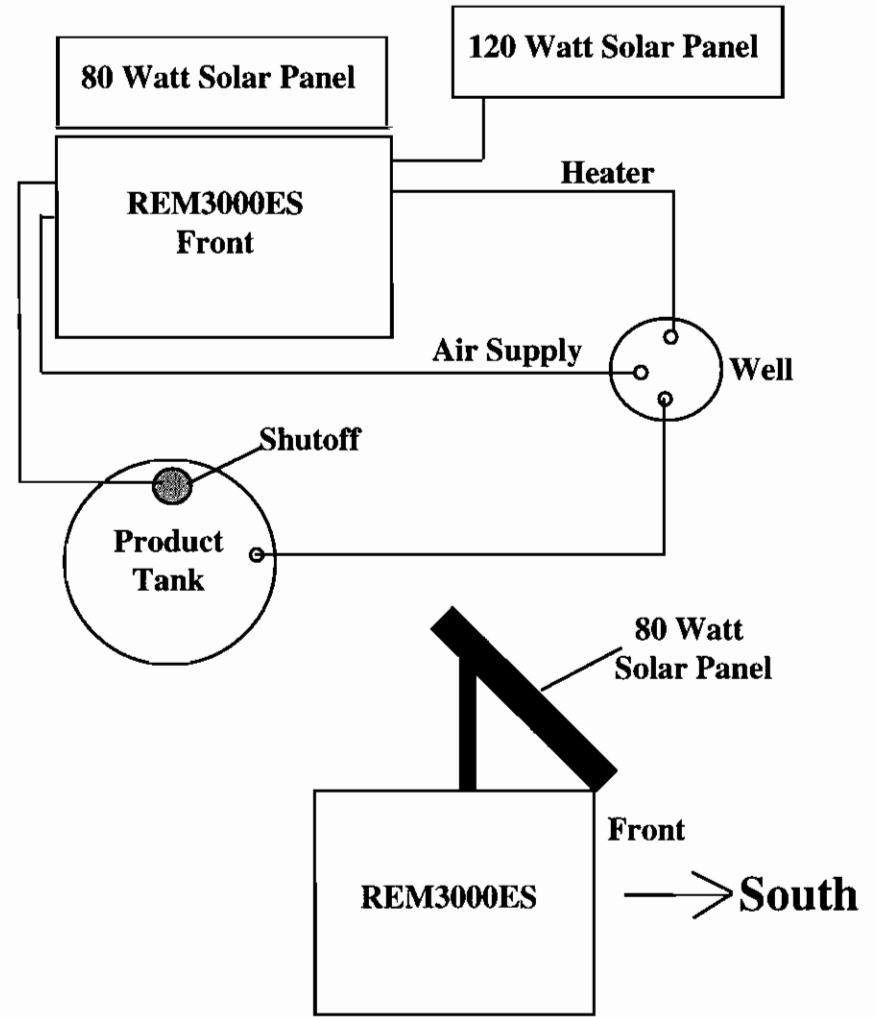 80 Watt Solar Panel
120 Watt Solar Panel
REM3000ES
Front
Heater
Air Supply
Well
Shutoff
Product
Tank
80 Watt
Solar Panel
Front
REM3000ES
South